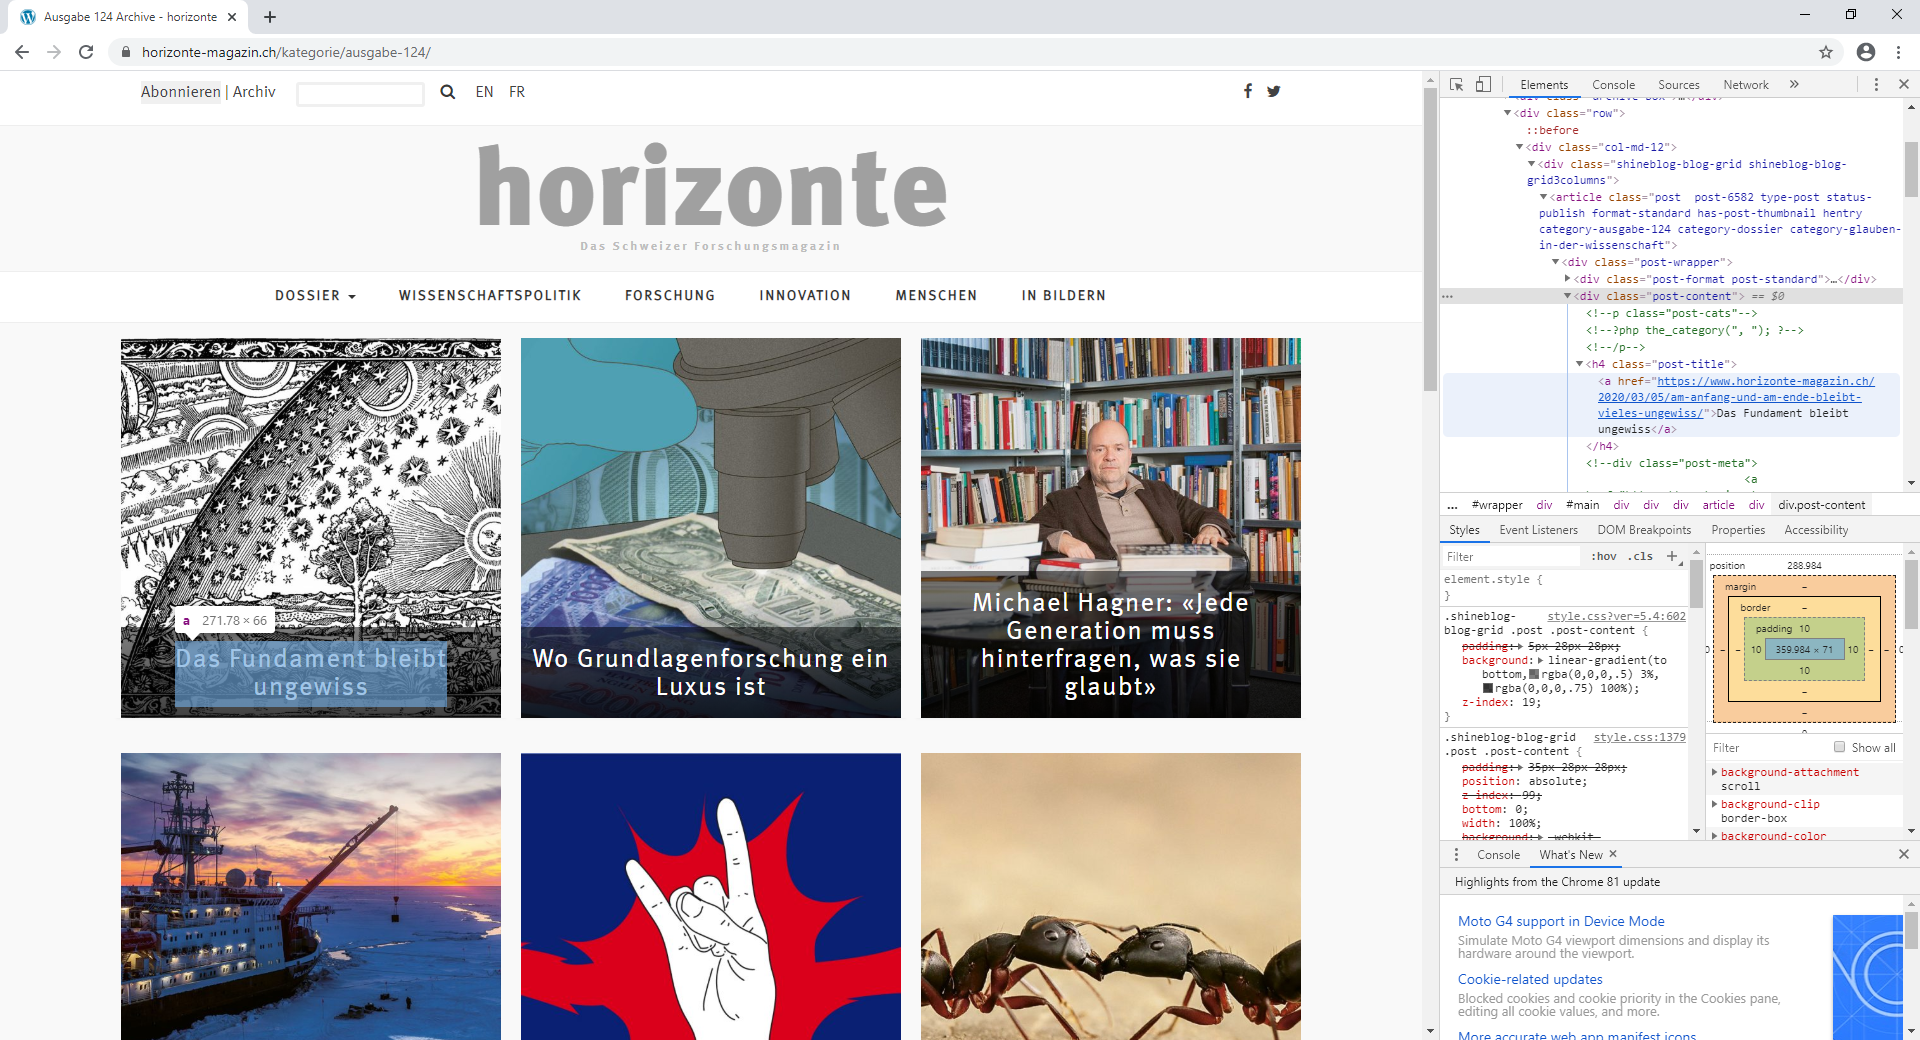 Ausgabe 124 Archive - horizonte
horizonte-magazin.ch/kategorie/ausgabe-124/
Abonnieren | Archiv EN FR
horizonte
Das Schweizer Forschungsmagazin
DOSSIER WISSENSCHAFTSPOLITIK FORSCHUNG INNOVATION MENSCHEN IN BILDERN
a 271.78 × 66
Das Fundament bleibt
ungewiss
Wo Grundlagenforschung ein
Luxus ist
Michael Hagner: «Jede
Generation muss
hinterfragen, was sie
glaubt»
Elements Console Sources Network
<div class="row">
::before
<div class="col-md-12">
<div class="shineblog-blog-grid shineblog-blog-
grid3columns">
<article class="post  post-6582 type-post status-
publish format-standard has-post-thumbnail hentry
category-ausgabe-124 category-dossier category-glauben-
in-der-wissenschaft">
<div class="post-wrapper">
<div class="post-format post-standard">…</div>
<div class="post-content"> == $0
<!--p class="post-cats"-->
<!--?php the_category(", "); ?-->
<!--/p-->
<h4 class="post-title">
<a href="https://www.horizonte-magazin.ch/
2020/03/05/am-anfang-und-am-ende-bleibt-
vieles-ungewiss/">Das Fundament bleibt
ungewiss</a>
</h4>
<!--div class="post-meta">
<a
... #wrapper div #main div div div article div div.post-content
Styles Event Listeners DOM Breakpoints Properties Accessibility
Filter :hov .cls +
element.style {
}
.shineblog- style.css?ver=5.4:602
blog-grid .post .post-content {
padding: 5px 28px 28px;
background: linear-gradient(to
bottom, rgba(0,0,0,.5) 3%,
rgba(0,0,0,.75) 100%);
z-index: 19;
}
.shineblog-blog-grid style.css:1379
.post .post-content {
padding: 35px 28px 28px;
position: absolute;
z-index: 99;
bottom: 0;
width: 100%;
background: -webkit-
position 288.984
margin –
border –
padding 10
0 – – 10 359.984 × 71 10 – – 0
10
–
–
Filter Show all
background-attachment
scroll
background-clip
border-box
background-color
Console What's New
Highlights from the Chrome 81 update
Moto G4 support in Device Mode
Simulate Moto G4 viewport dimensions and display its
hardware around the viewport.
Cookie-related updates
Blocked cookies and cookie priority in the Cookies pane,
editing all cookie values, and more.
More accurate web app manifest icons